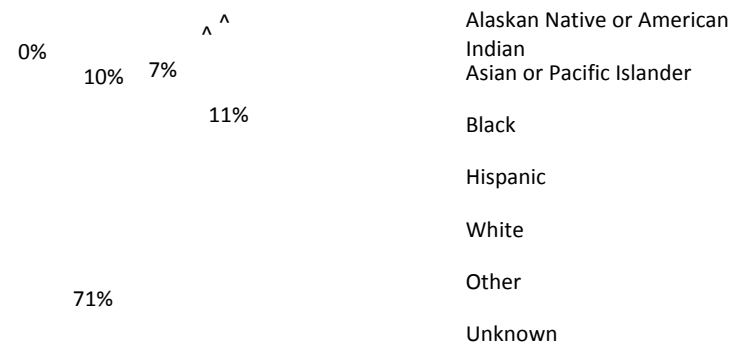 ^ ^
0%
10% 7%
11%
71%
Alaskan Native or American
Indian
Asian or Pacific Islander
Black
Hispanic
White
Other
Unknown